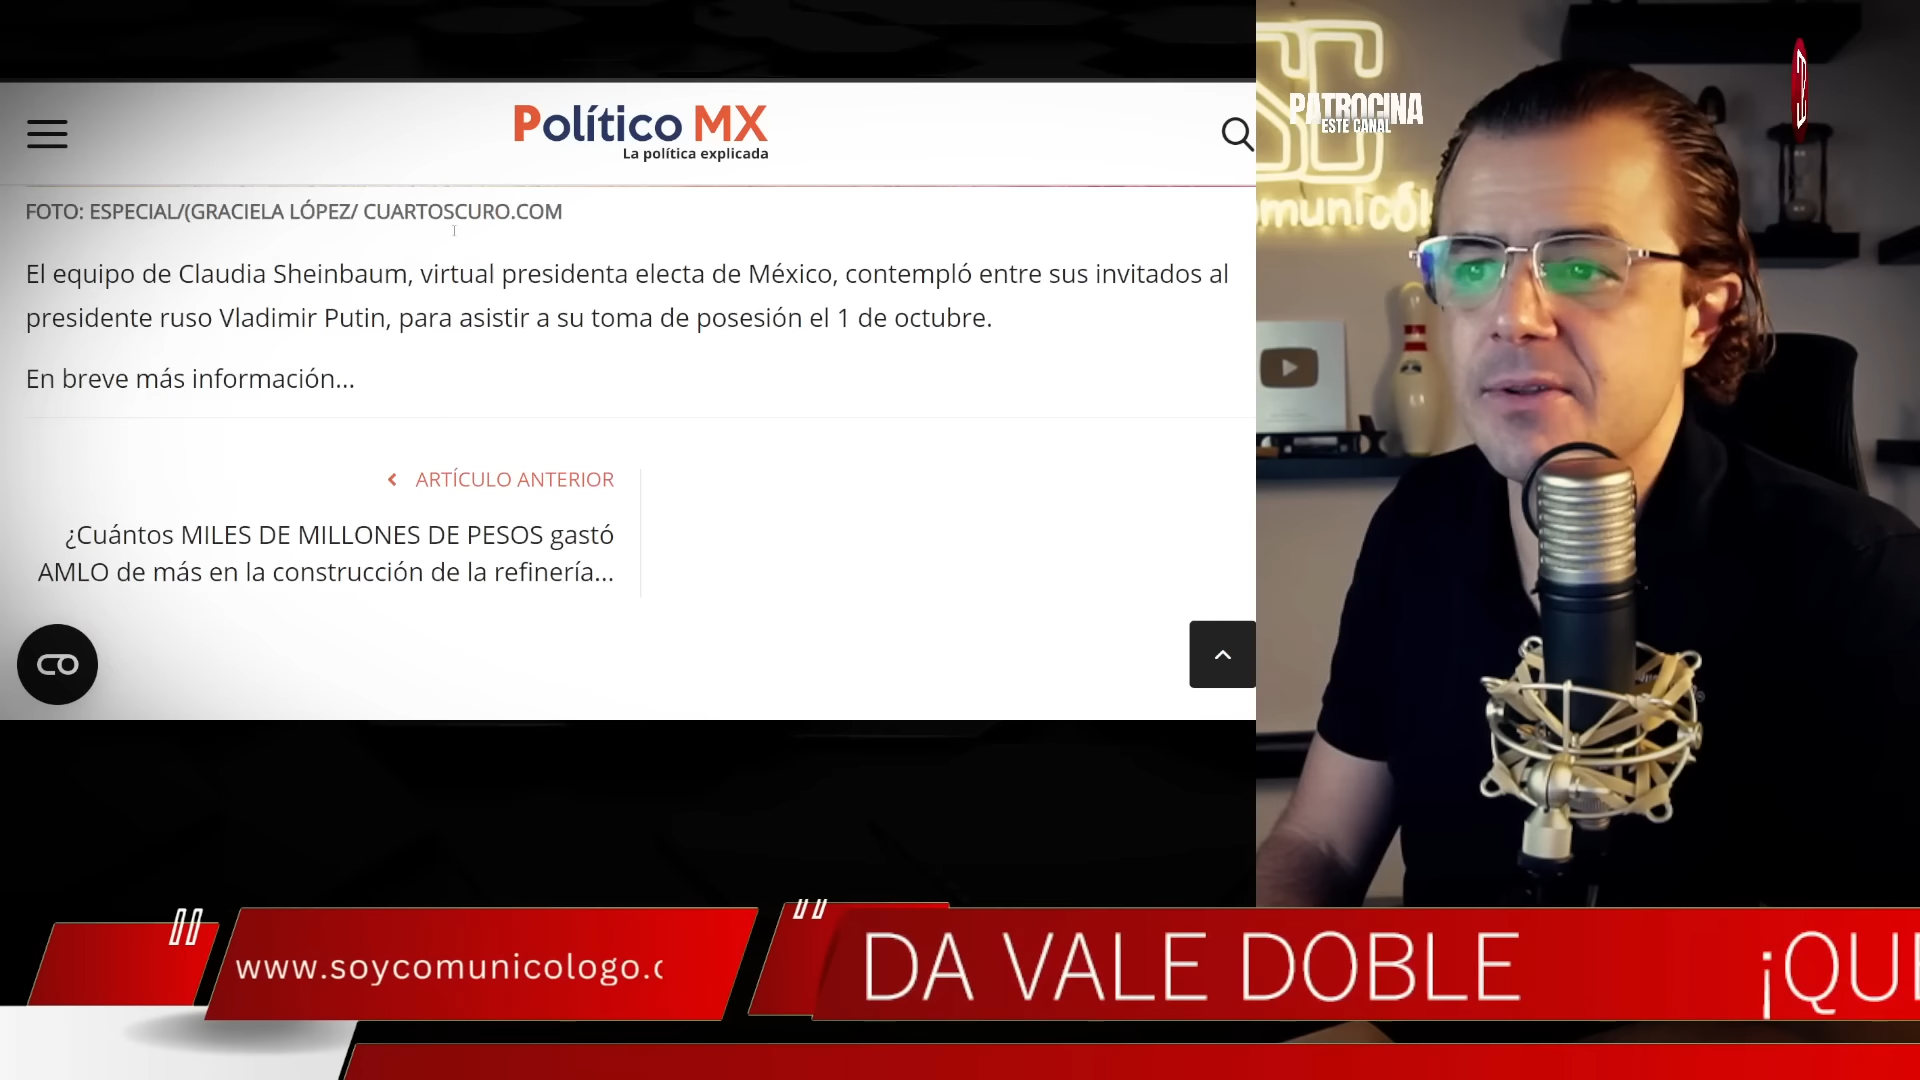 Político MX
La política explicada
FOTO: ESPECIAL/(GRACIELA LÓPEZ/ CUARTOSCURO.COM
El equipo de Claudia Sheinbaum, virtual presidenta electa de México, contempló entre sus invitados al
presidente ruso Vladimir Putin, para asistir a su toma de posesión el 1 de octubre.
En breve más información...
ARTÍCULO ANTERIOR
¿Cuántos MILES DE MILLONES DE PESOS gastó
AMLO de más en la construcción de la refinería...
PATROCINA
ESTE CANAL
www.soycomunicologo.c
DA VALE DOBLE
¡QUE